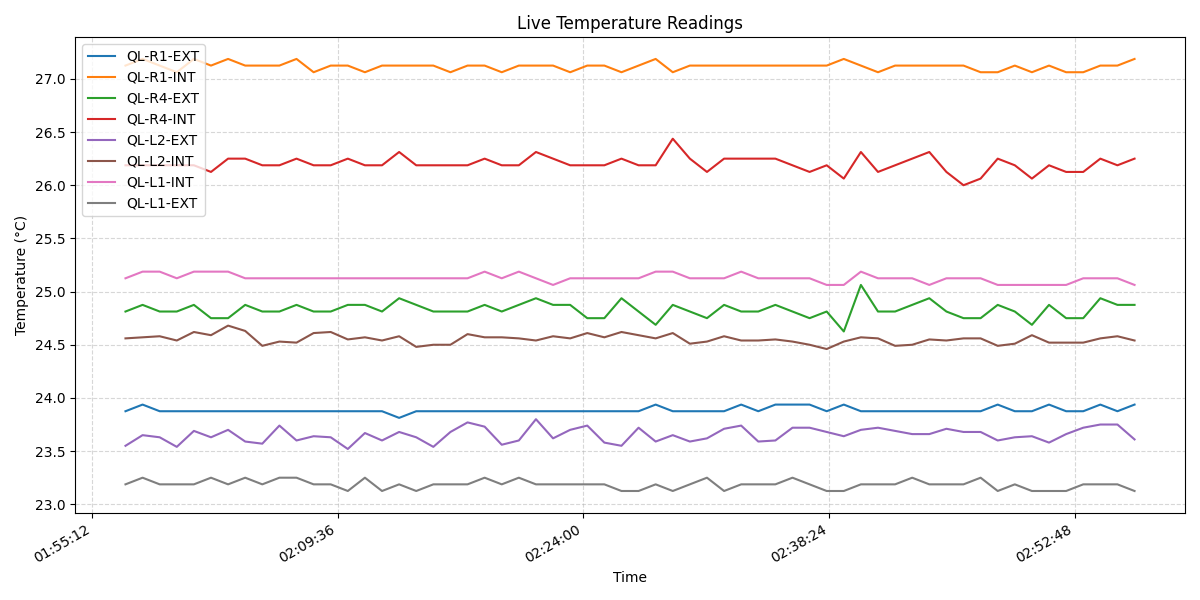 Live Temperature Readings
QL-R1-EXT
QL-R1-INT
QL-R4-EXT
QL-R4-INT
QL-L2-EXT
QL-L2-INT
QL-L1-INT
QL-L1-EXT
Temperature (°C)
27.0
26.5
26.0
25.5
25.0
24.5
24.0
23.5
23.0
01:55:12
02:09:36
02:24:00
02:38:24
02:52:48
Time